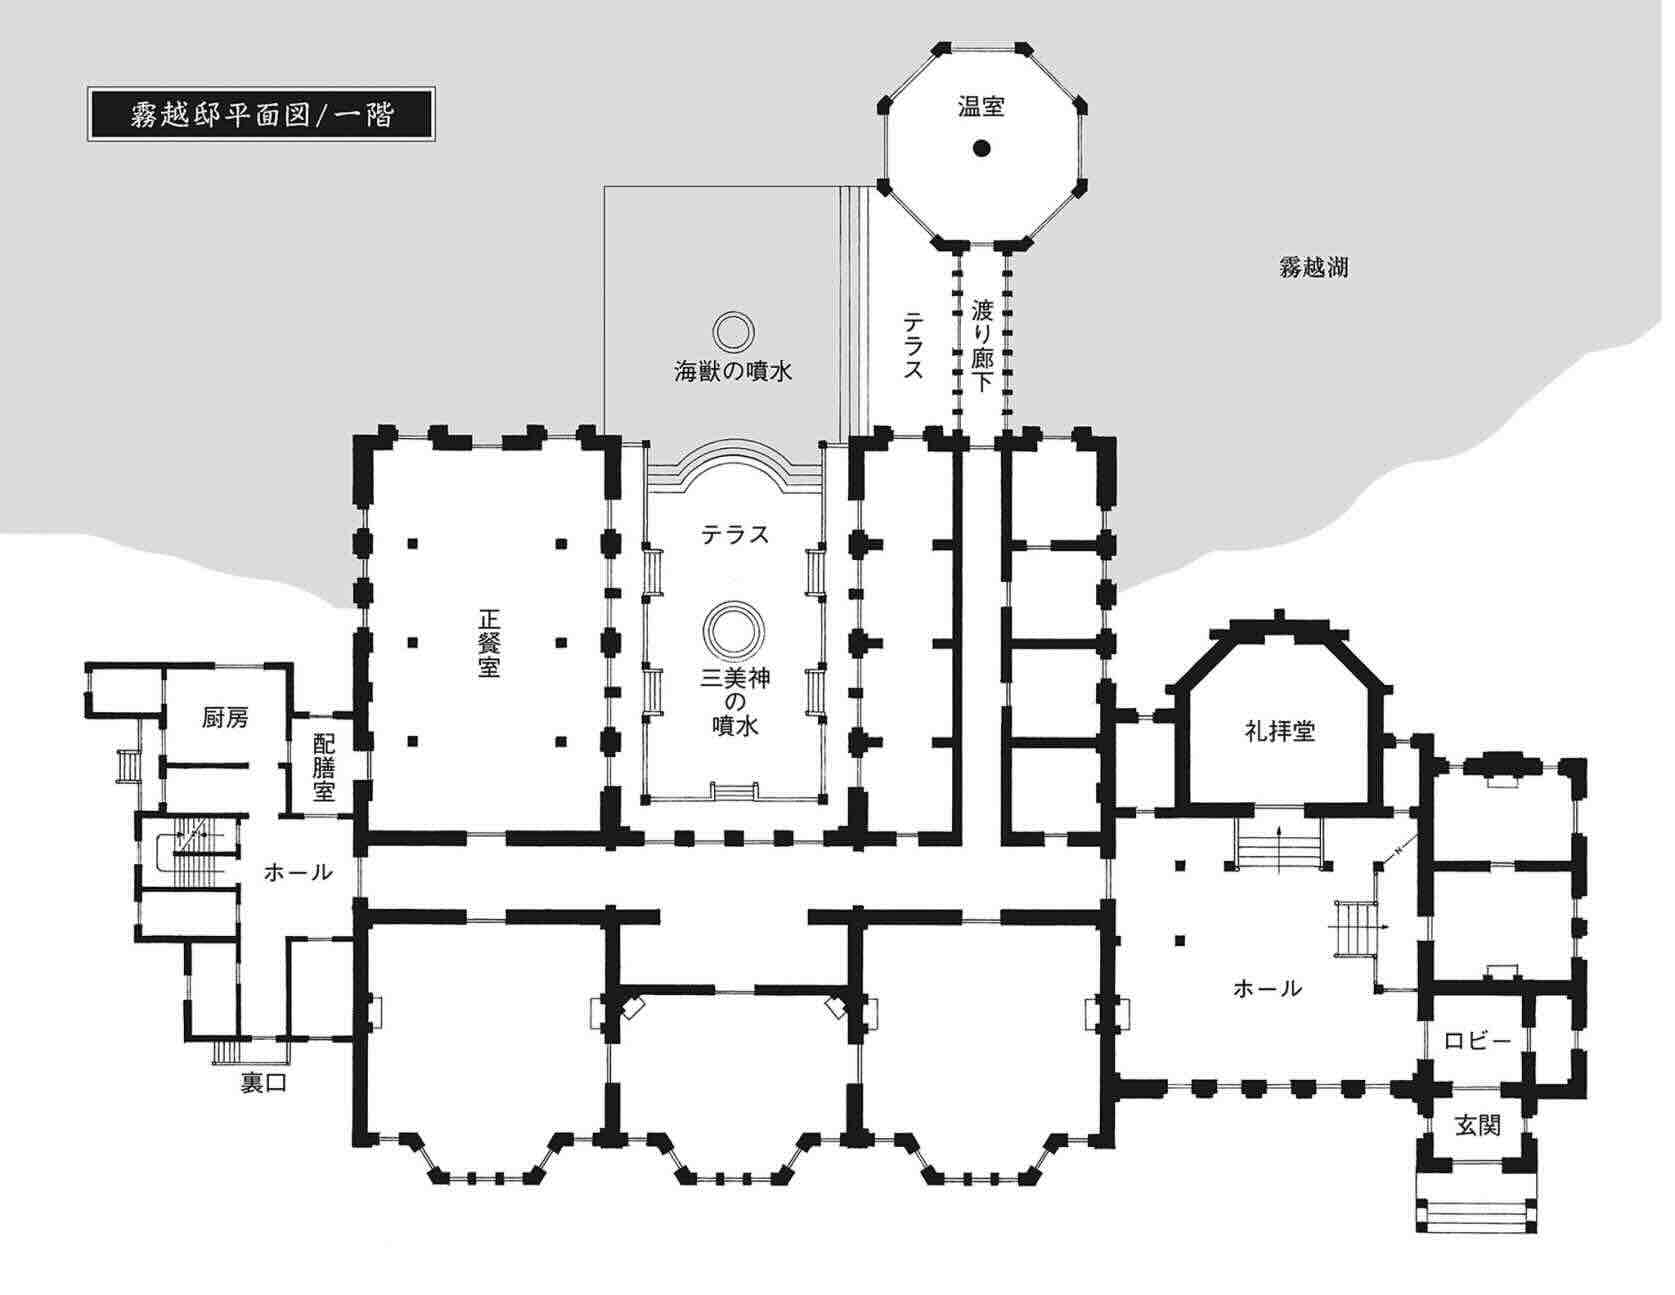 霧越邸平面図/一階
温室
霧越湖
渡り廊下
テラス
海獣の噴水
テラス
正餐室
三美神
の
噴水
厨房
配膳室
礼拝堂
ホール
ホール
ロビー
裏口
玄関